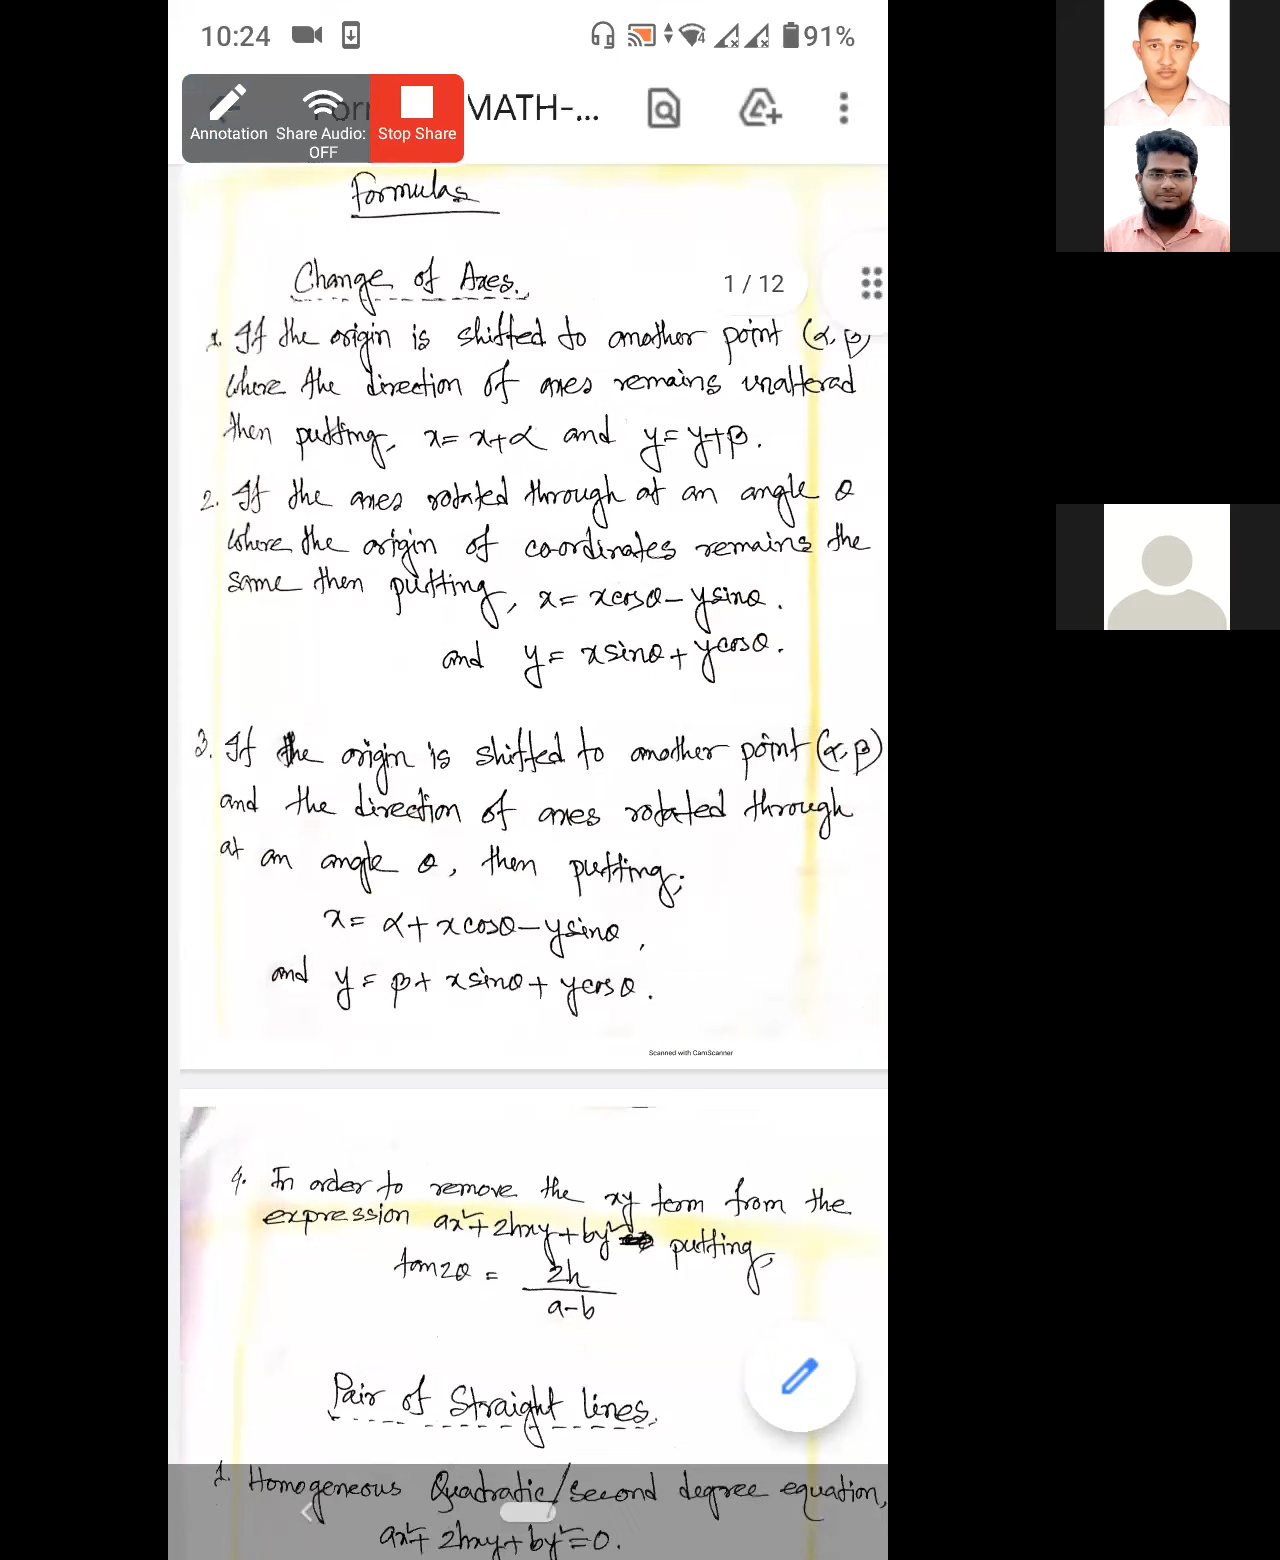 10:24
91%
Annotation
Share Audio: OFF
Stop Share
MATH-...
Formulas
Change of Axes.
1 / 12
1. If the origin is shifted to another point (α, β)
where the direction of axes remains unaltered
then putting, x = x+α and y = y+β.
2. If the axes rotated through at an angle θ
where the origin of co-ordinates remains the
same then putting, x = xcosθ - ysinθ.
and y = xsinθ + ycosθ.
3. If the origin is shifted to another point (α, β)
and the direction of axes rotated through
at an angle θ, then putting;
x = α + xcosθ - ysinθ,
and y = β + xsinθ + ycosθ.
Scanned with CamScanner
4. In order to remove the xy term from the
expression ax²+2hxy+by² putting,
tan2θ = 2h / a-b
Pair of Straight lines.
1. Homogeneous Quadratic/second degree equation,
ax²+2hxy+by²=0.